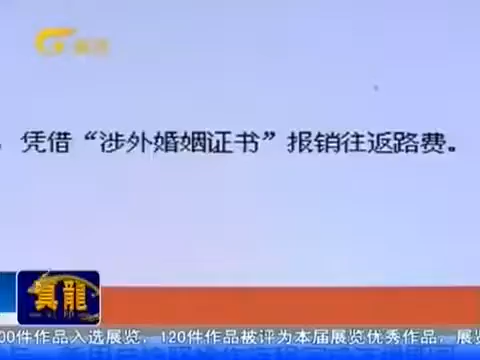 ，凭借“涉外婚姻证书”报销往返路费。
真龍
00件作品入选展览，120件作品被评为本届展览优秀作品，展览